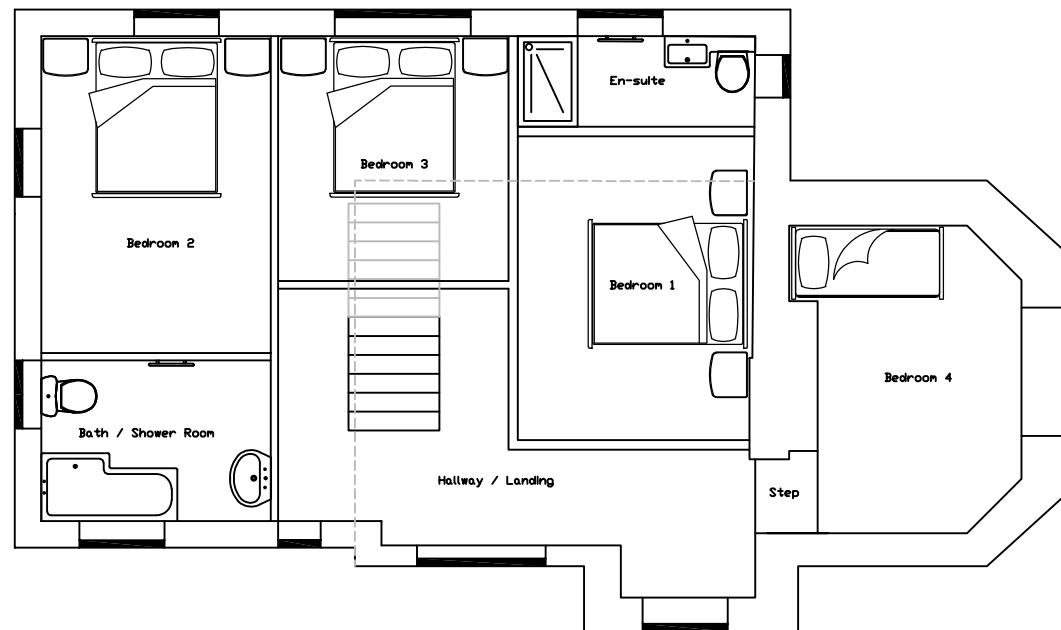 En-suite
Bedroom 3
Bedroom 2
Bedroom 1
Bedroom 4
Bath / Shower Room
Hallway / Landing
Step